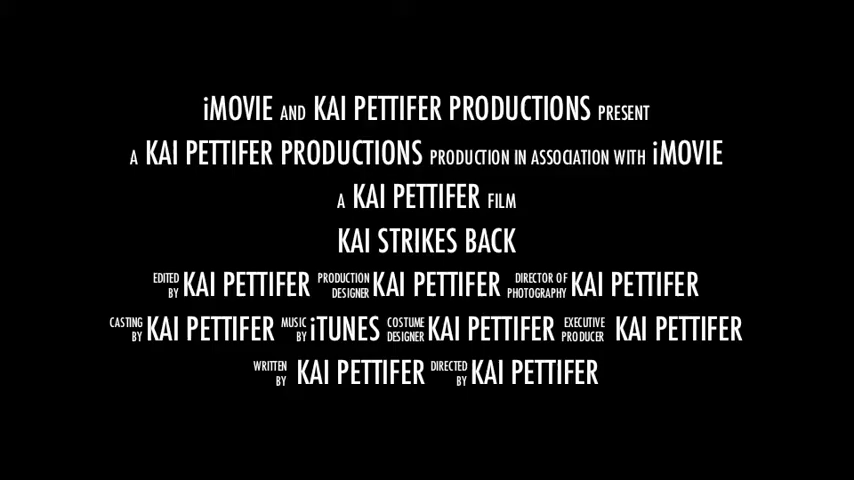 iMOVIE AND KAI PETTIFER PRODUCTIONS PRESENT
A KAI PETTIFER PRODUCTIONS PRODUCTION IN ASSOCIATION WITH iMOVIE
A KAI PETTIFER FILM
KAI STRIKES BACK
EDITED BY KAI PETTIFER PRODUCTION DESIGNER KAI PETTIFER DIRECTOR OF PHOTOGRAPHY KAI PETTIFER
CASTING BY KAI PETTIFER MUSIC BY iTUNES COSTUME DESIGNER KAI PETTIFER EXECUTIVE PRODUCER KAI PETTIFER
WRITTEN BY KAI PETTIFER DIRECTED BY KAI PETTIFER